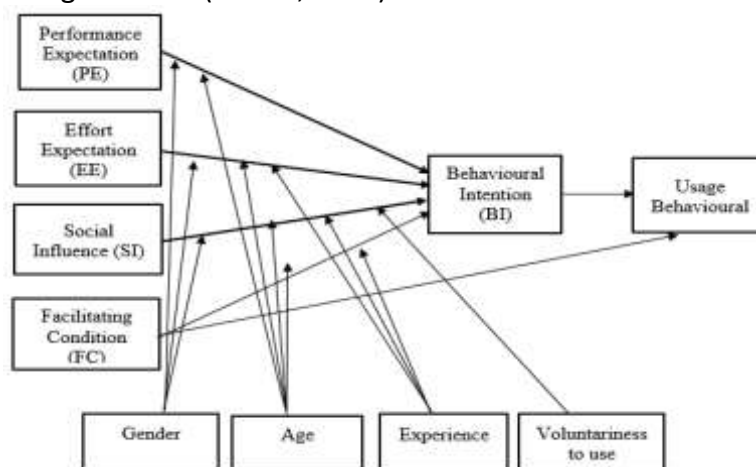 Performance
Expectation
(PE)
Effort
Expectation
(EE)
Social
Influence (SI)
Facilitating
Condition
(FC)
Behavioural
Intention
(BI)
Usage
Behavioural
Gender
Age
Experience
Voluntariness
to use